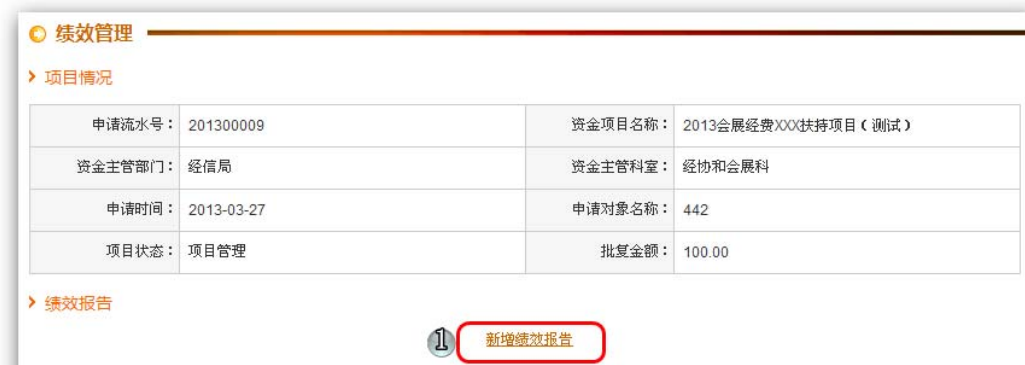 绩效管理
项目情况
申请流水号： 201300009 资金项目名称： 2013会展经费XXX扶持项目（测试）
资金主管部门： 经信局 资金主管科室： 经协和会展科
申请时间： 2013-03-27 申请对象名称： 442
项目状态： 项目管理 批复金额： 100.00
绩效报告
1 新增绩效报告